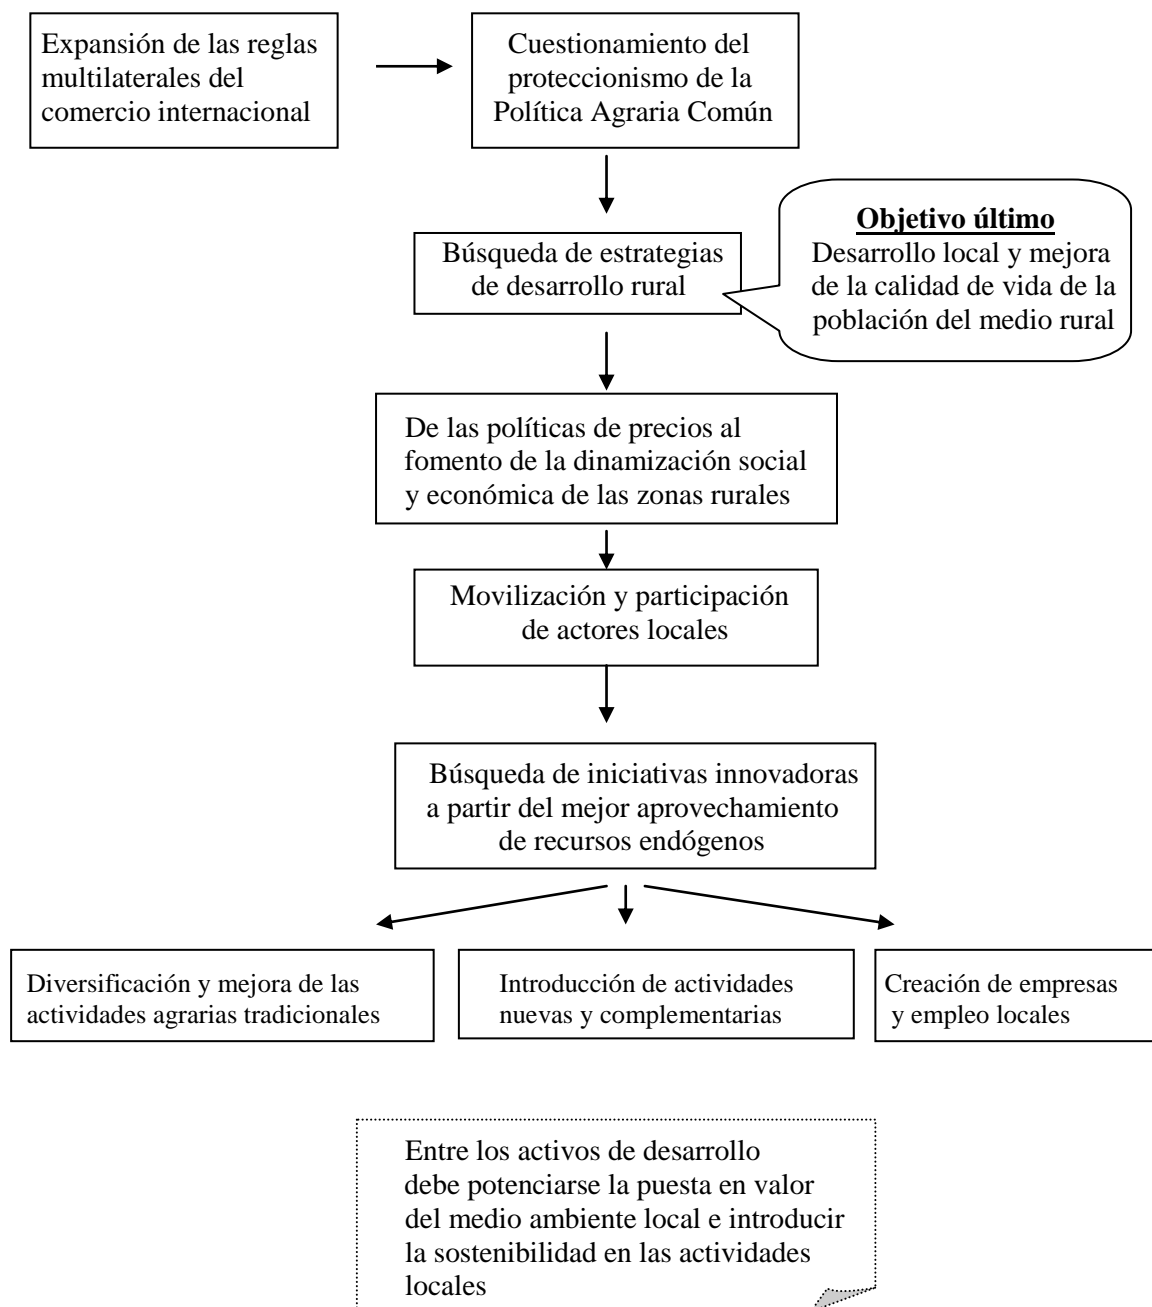 Expansión de las reglas
multilaterales del
comercio internacional
Cuestionamiento del
proteccionismo de la
Política Agraria Común
Objetivo último
Desarrollo local y mejora
de la calidad de vida de la
población del medio rural
Búsqueda de estrategias
de desarrollo rural
De las políticas de precios al
fomento de la dinamización social
y económica de las zonas rurales
Movilización y participación
de actores locales
Búsqueda de iniciativas innovadoras
a partir del mejor aprovechamiento
de recursos endógenos
Diversificación y mejora de las
actividades agrarias tradicionales
Introducción de actividades
nuevas y complementarias
Creación de empresas
y empleo locales
Entre los activos de desarrollo
debe potenciarse la puesta en valor
del medio ambiente local e introducir
la sostenibilidad en las actividades
locales